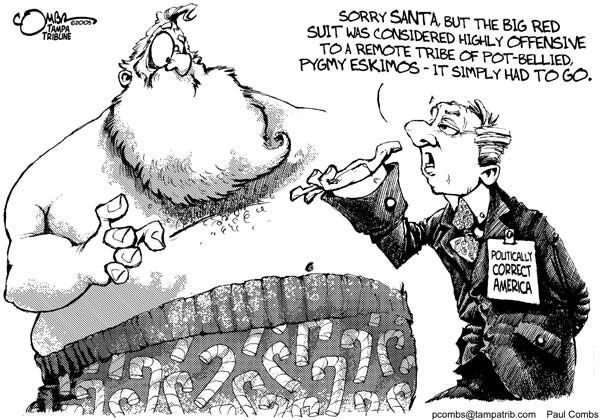 COMBS
©2005
TAMPA
TRIBUNE
SORRY SANTA, BUT THE BIG RED
SUIT WAS CONSIDERED HIGHLY OFFENSIVE
TO A REMOTE TRIBE OF POT-BELLIED,
PYGMY ESKIMOS - IT SIMPLY HAD TO GO.
POLITICALLY
CORRECT
AMERICA
pcombs@tampatrib.com Paul Combs